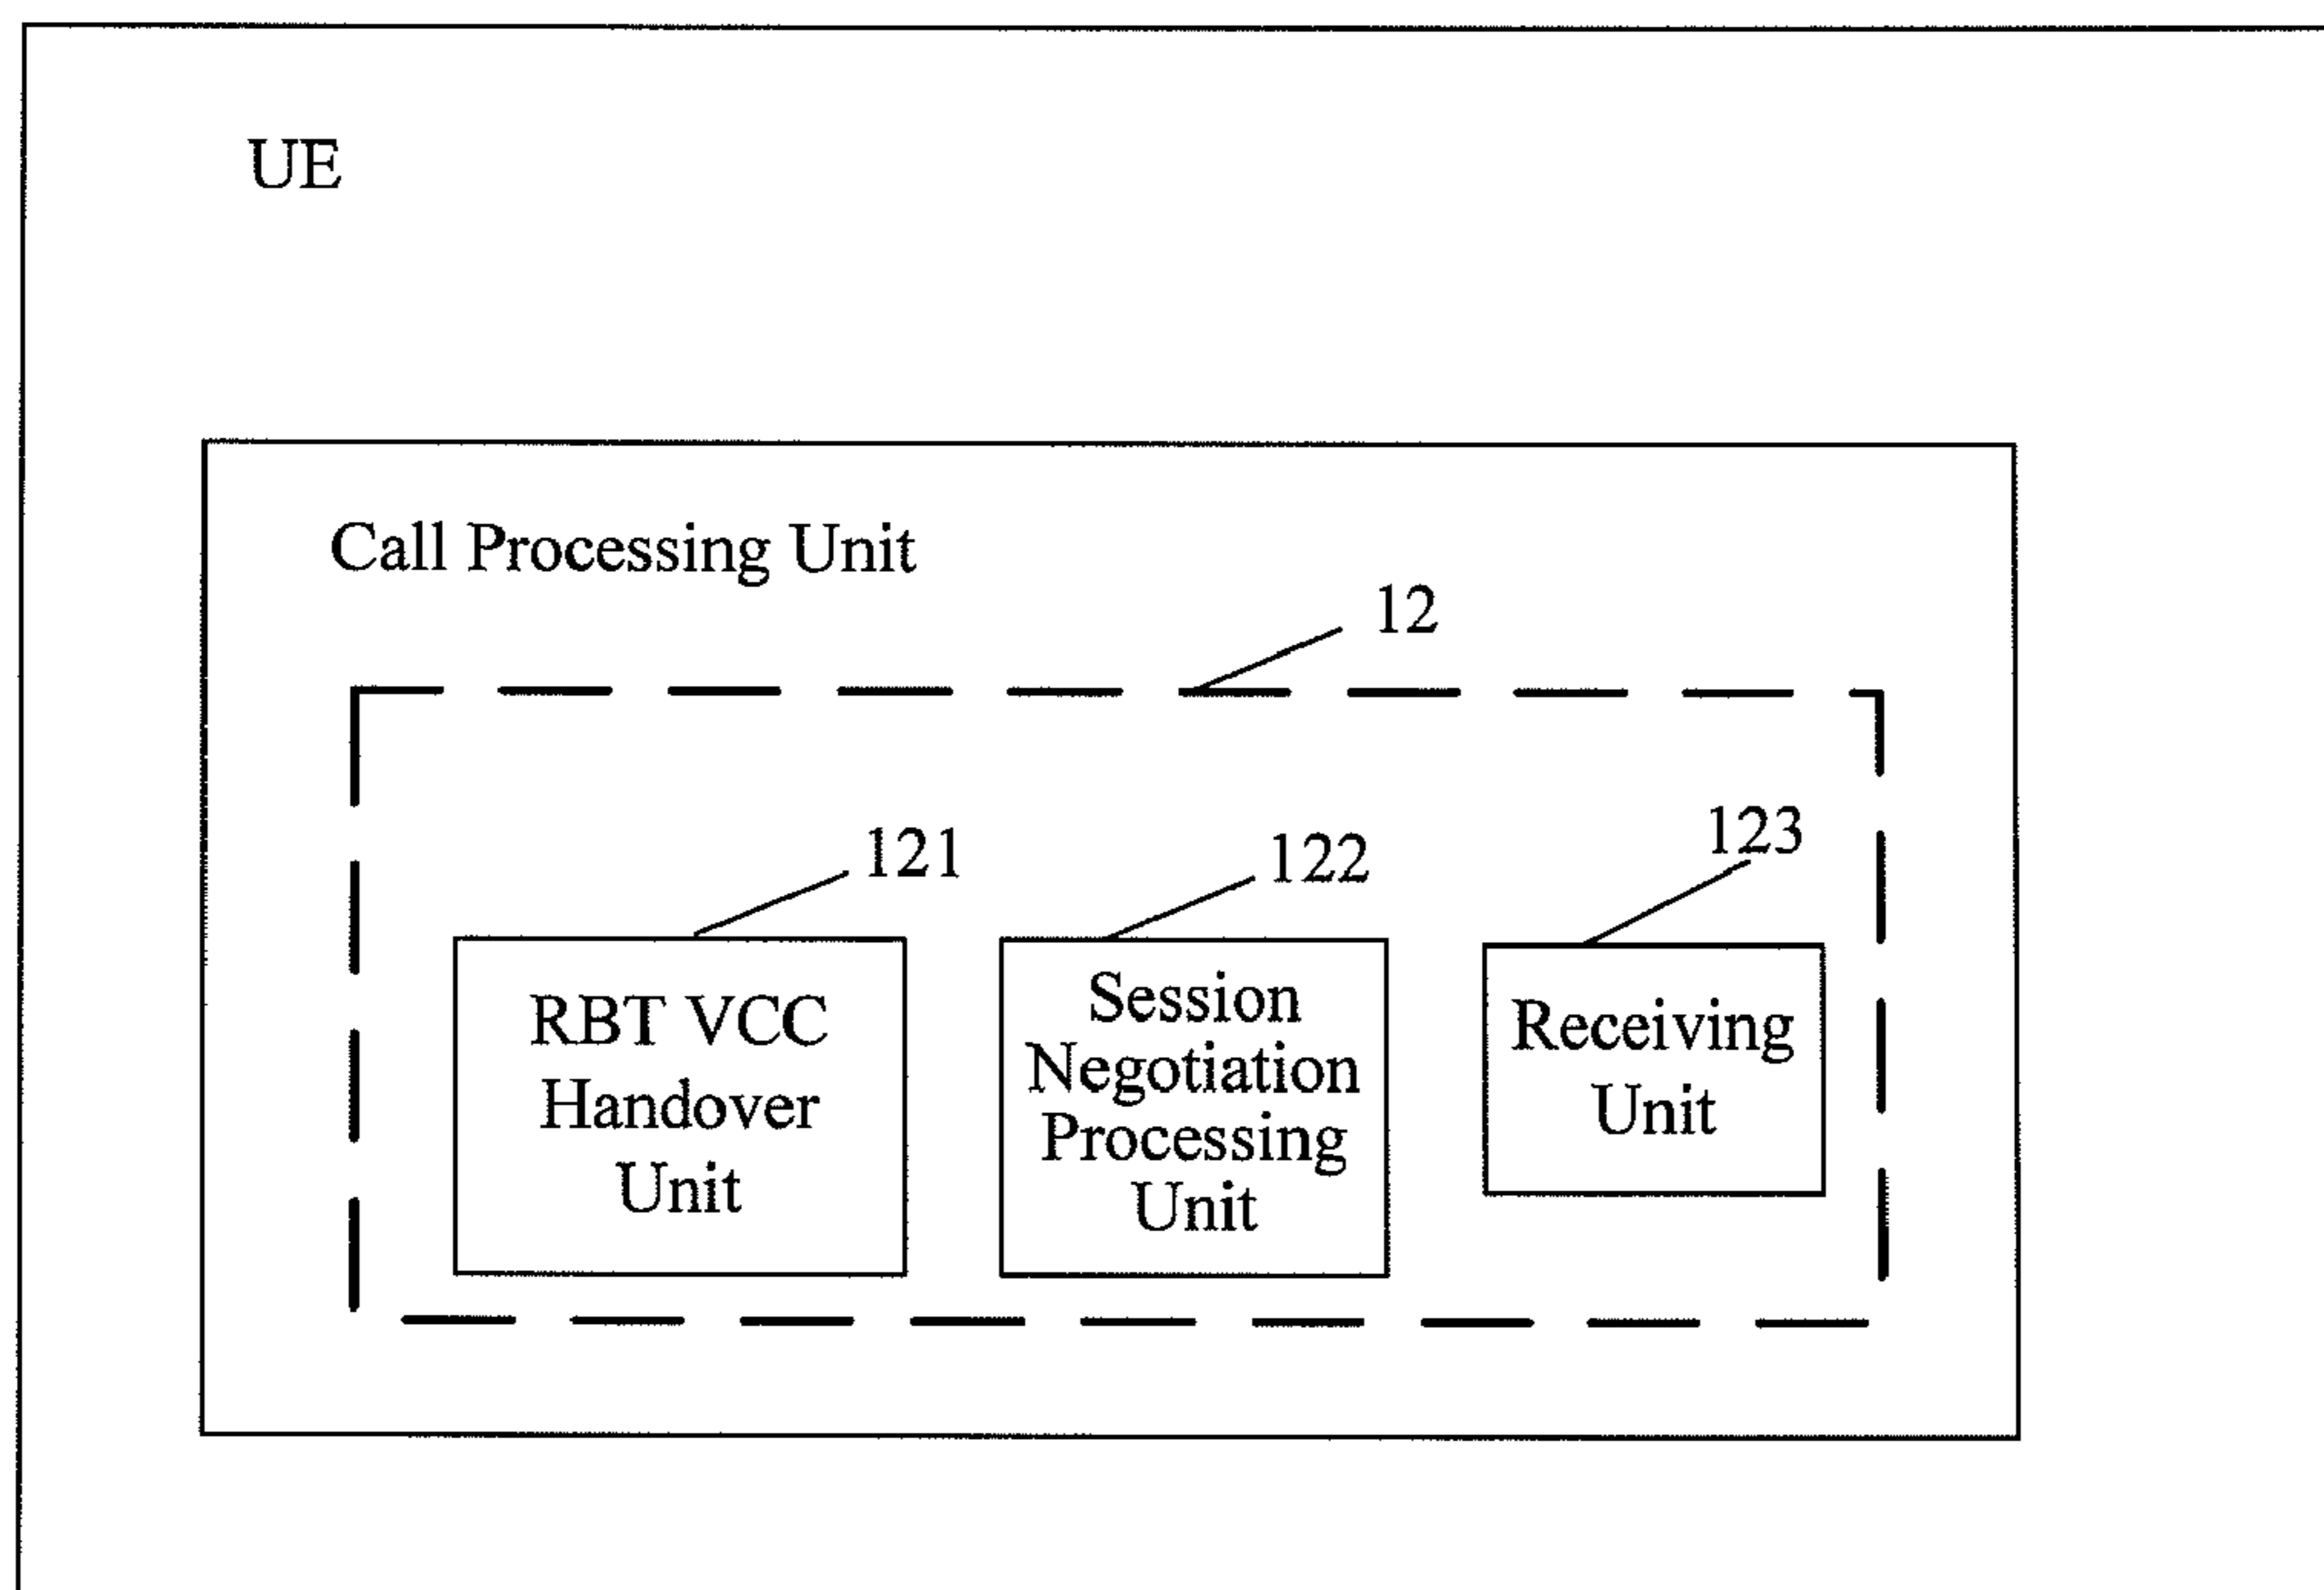 UE
Call Processing Unit
12
121
122
123
RBT VCC
Handover
Unit
Session
Negotiation
Processing
Unit
Receiving
Unit